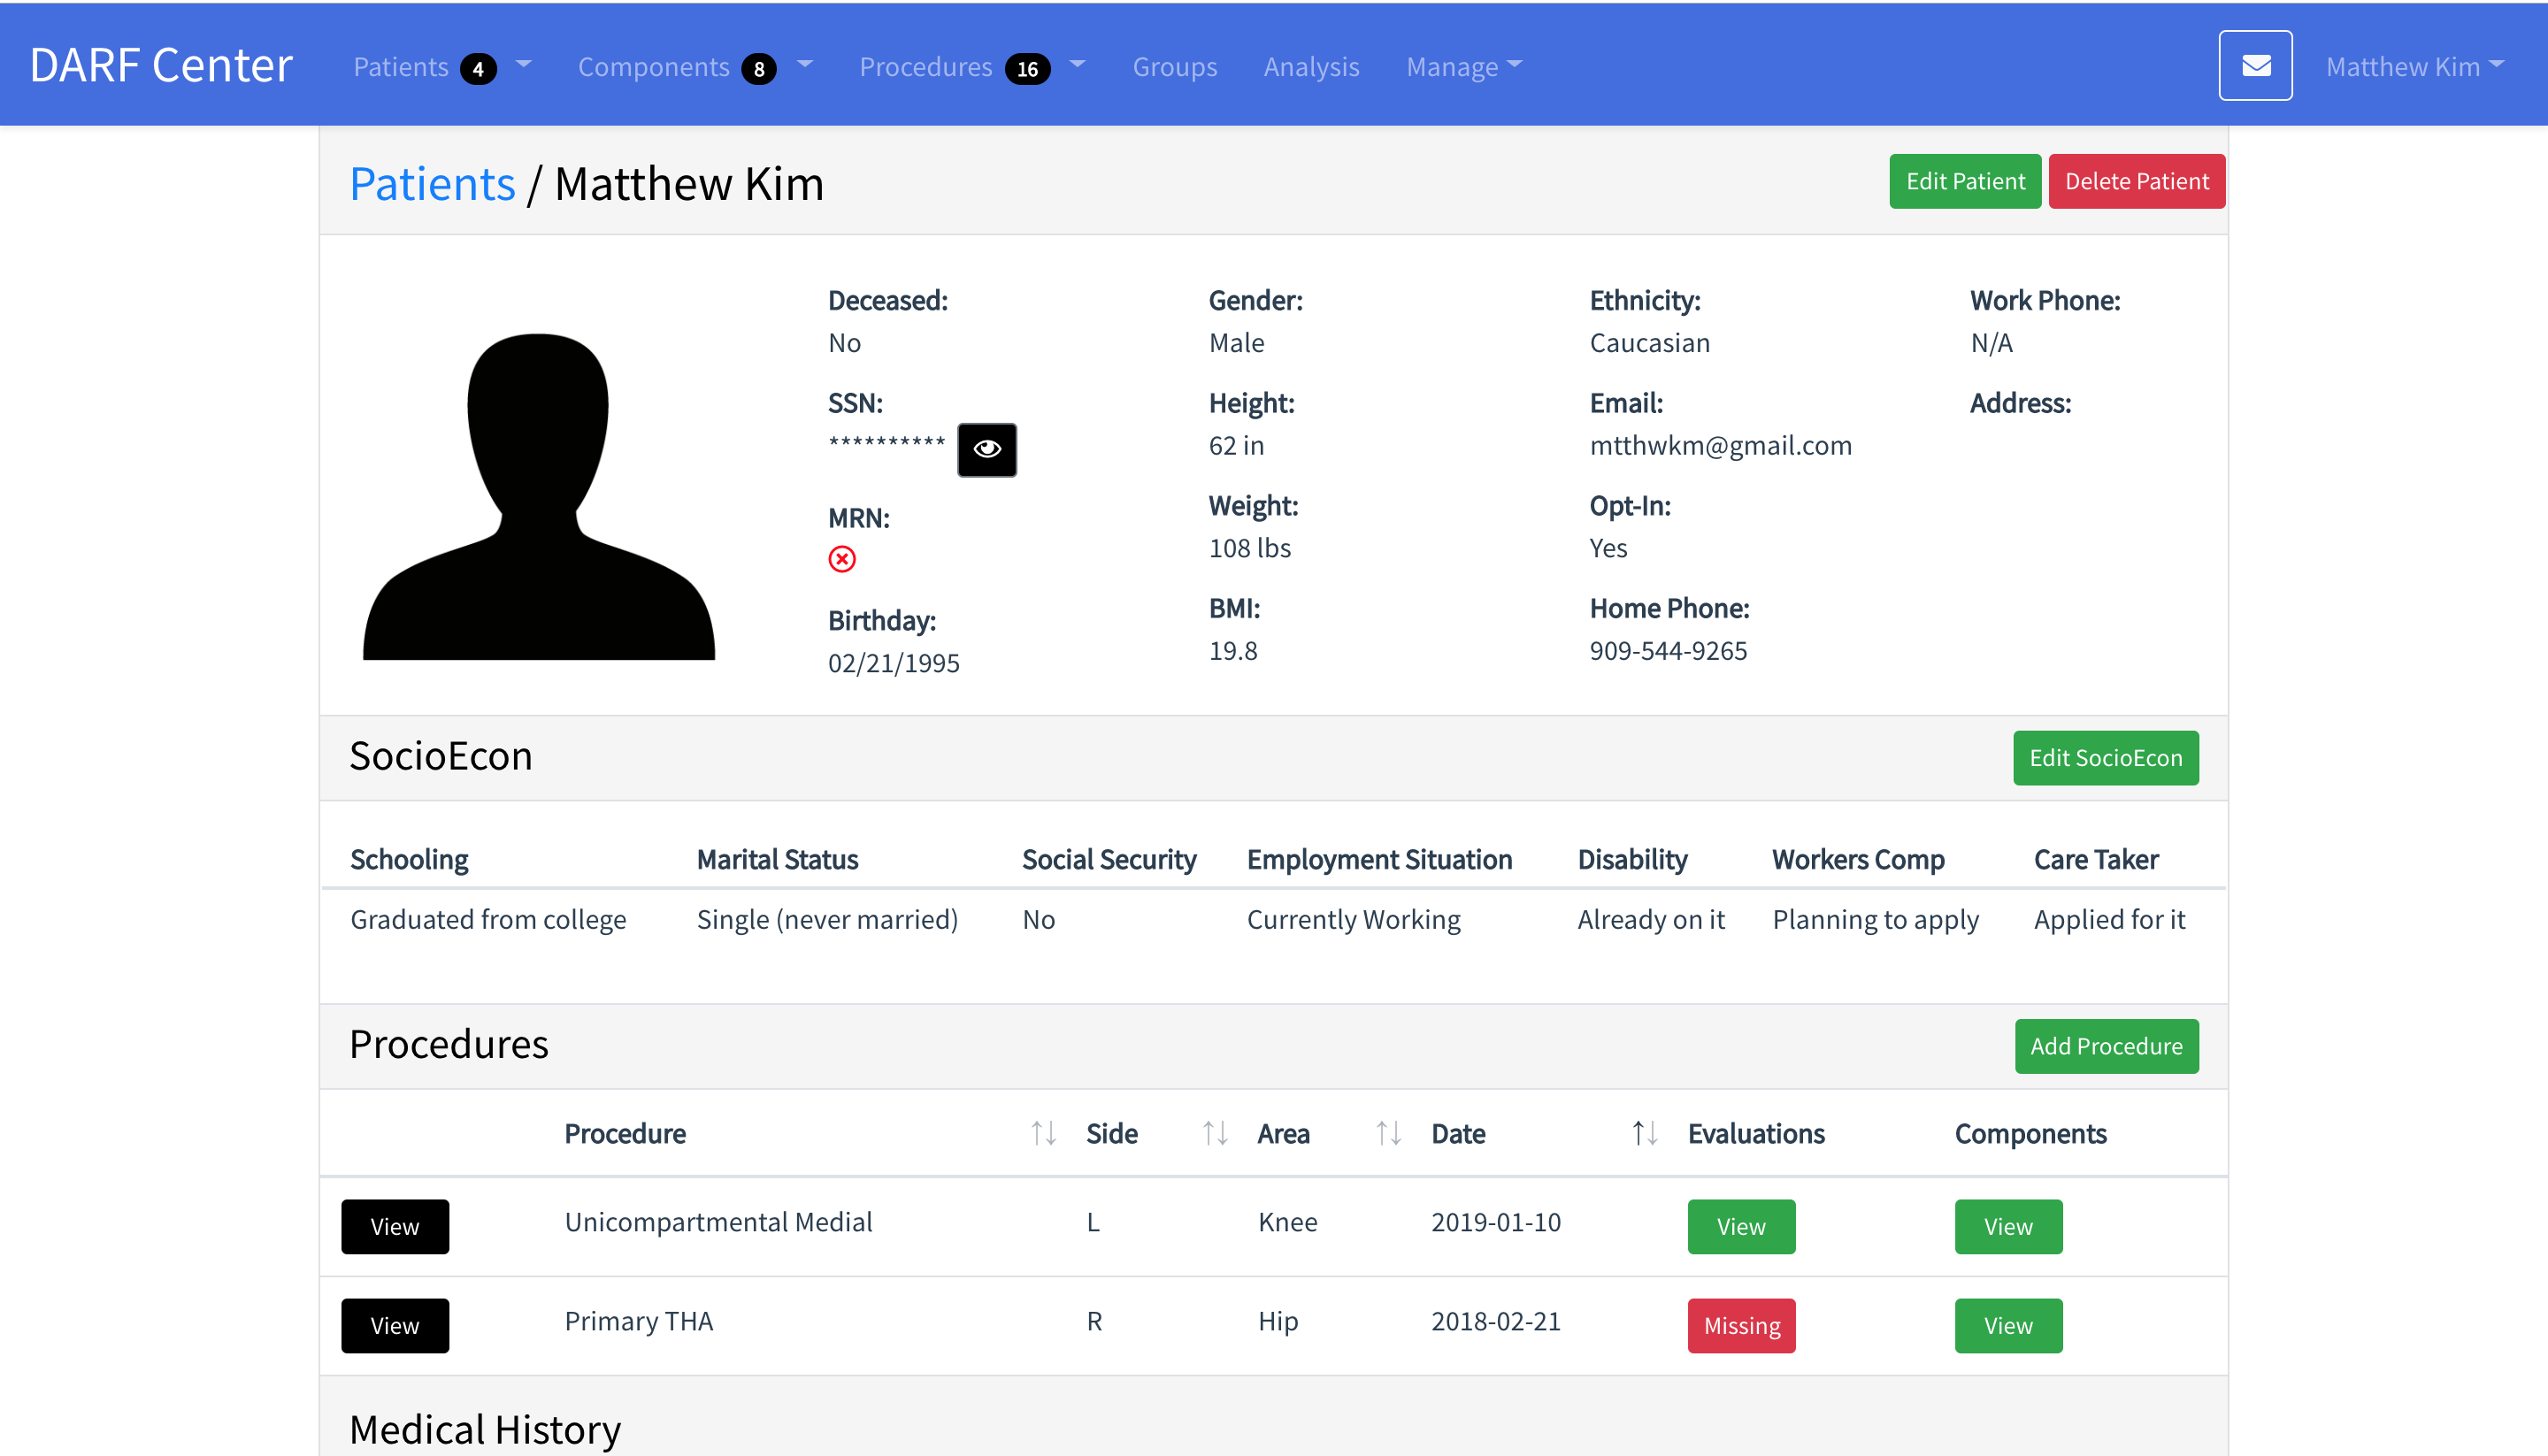 DARF Center Patients 4 Components 8 Procedures 16 Groups Analysis Manage Matthew Kim
Patients / Matthew Kim Edit Patient Delete Patient
Deceased: Gender: Ethnicity: Work Phone:
No Male Caucasian N/A
SSN: Height: Email: Address:
********** 62 in mtthwkm@gmail.com
MRN: Weight: Opt-In:
108 lbs Yes
Birthday: BMI: Home Phone:
02/21/1995 19.8 909-544-9265
SocioEcon Edit SocioEcon
Schooling Marital Status Social Security Employment Situation Disability Workers Comp Care Taker
Graduated from college Single (never married) No Currently Working Already on it Planning to apply Applied for it
Procedures Add Procedure
Procedure Side Area Date Evaluations Components
View Unicompartmental Medial L Knee 2019-01-10 View View
View Primary THA R Hip 2018-02-21 Missing View
Medical History